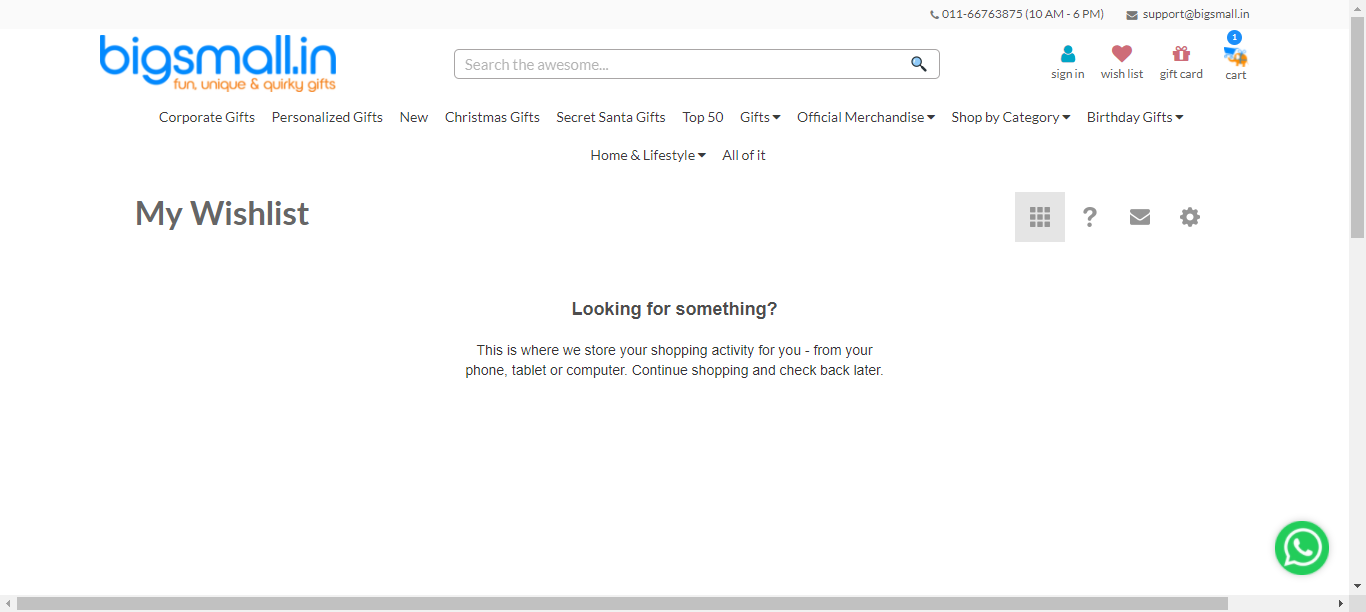 011-66763875 (10 AM - 6 PM) support@bigsmall.in
bigsmall.in
fun, unique & quirky gifts
Search the awesome...
1
sign in wish list gift card cart
Corporate Gifts Personalized Gifts New Christmas Gifts Secret Santa Gifts Top 50 Gifts Official Merchandise Shop by Category Birthday Gifts
Home & Lifestyle All of it
My Wishlist
?
Looking for something?
This is where we store your shopping activity for you - from your
phone, tablet or computer. Continue shopping and check back later.